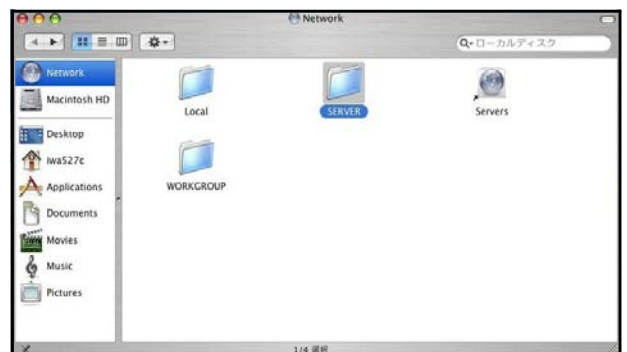 Network
ローカルディスク
Network
Macintosh HD
Desktop
iwa527c
Applications
Documents
Movies
Music
Pictures
Local
SERVER
Servers
WORKGROUP
1/4 選択